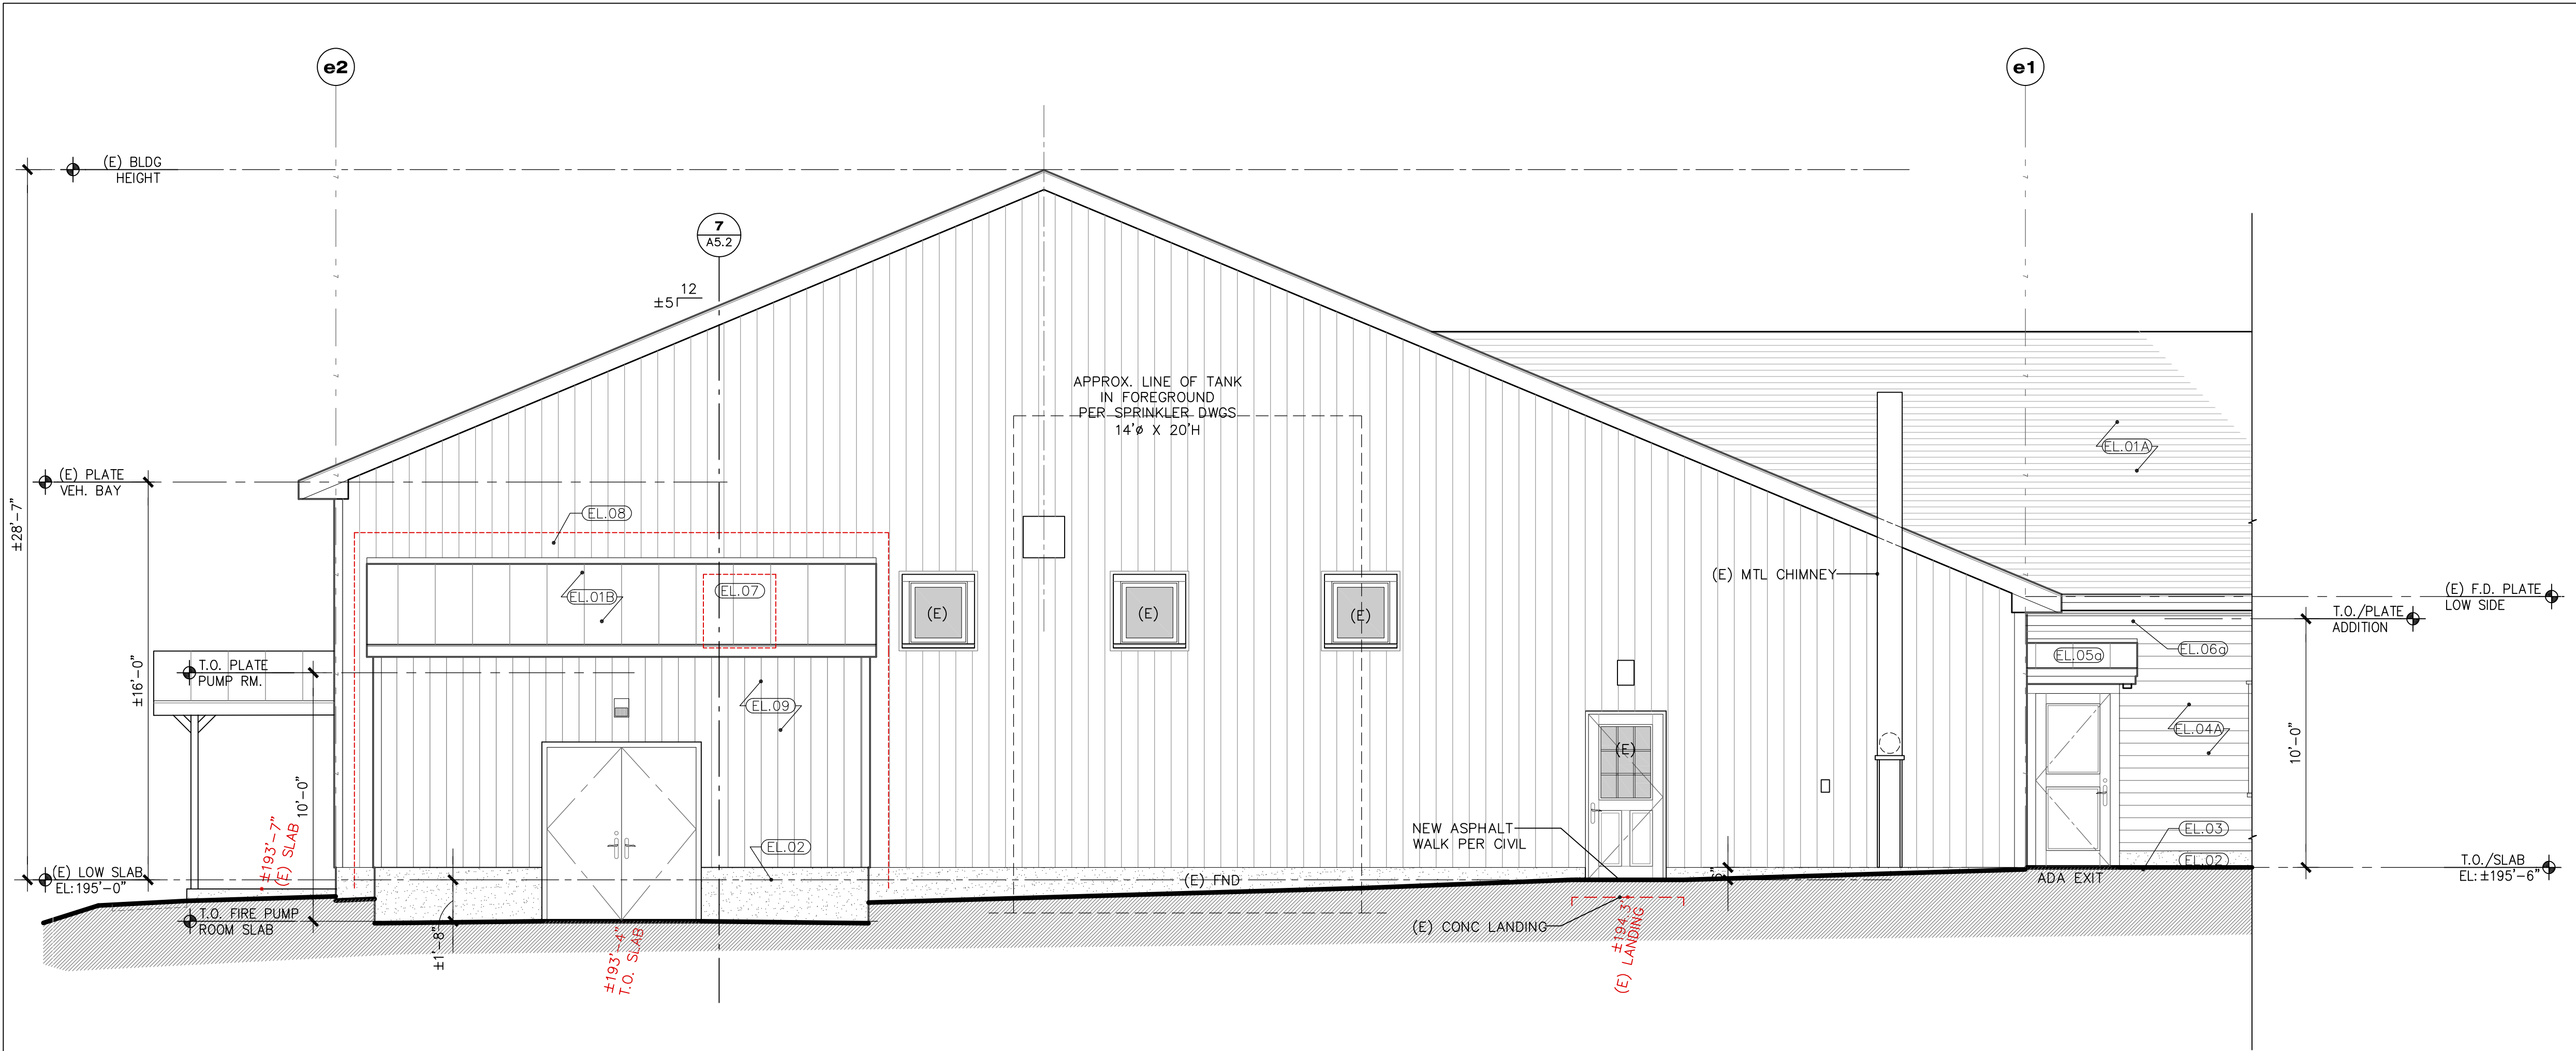 e2
e1
(E) BLDG
HEIGHT
7
A5.2
12
±5
APPROX. LINE OF TANK
IN FOREGROUND
PER SPRINKLER DWGS
14'ø X 20'H
EL.01A
(E) PLATE
VEH. BAY
±28'-7"
EL.08
EL.01B
EL.07
(E)
(E)
(E)
(E) MTL CHIMNEY
(E) F.D. PLATE
LOW SIDE
T.O./PLATE
ADDITION
EL.05a
EL.06a
T.O. PLATE
PUMP RM.
±16'-0"
EL.09
EL.04A
(E)
10'-0"
10'-0"
±193'-7"
(E) SLAB
NEW ASPHALT
WALK PER CIVIL
EL.02
EL.03
EL.02
(E) LOW SLAB
EL: 195'-0"
(E) FND
6"
ADA EXIT
T.O./SLAB
EL: ±195'-6"
T.O. FIRE PUMP
ROOM SLAB
±1'-8"
±193'-4"
T.O. SLAB
(E) CONC LANDING
±194.3'
(E) LANDING